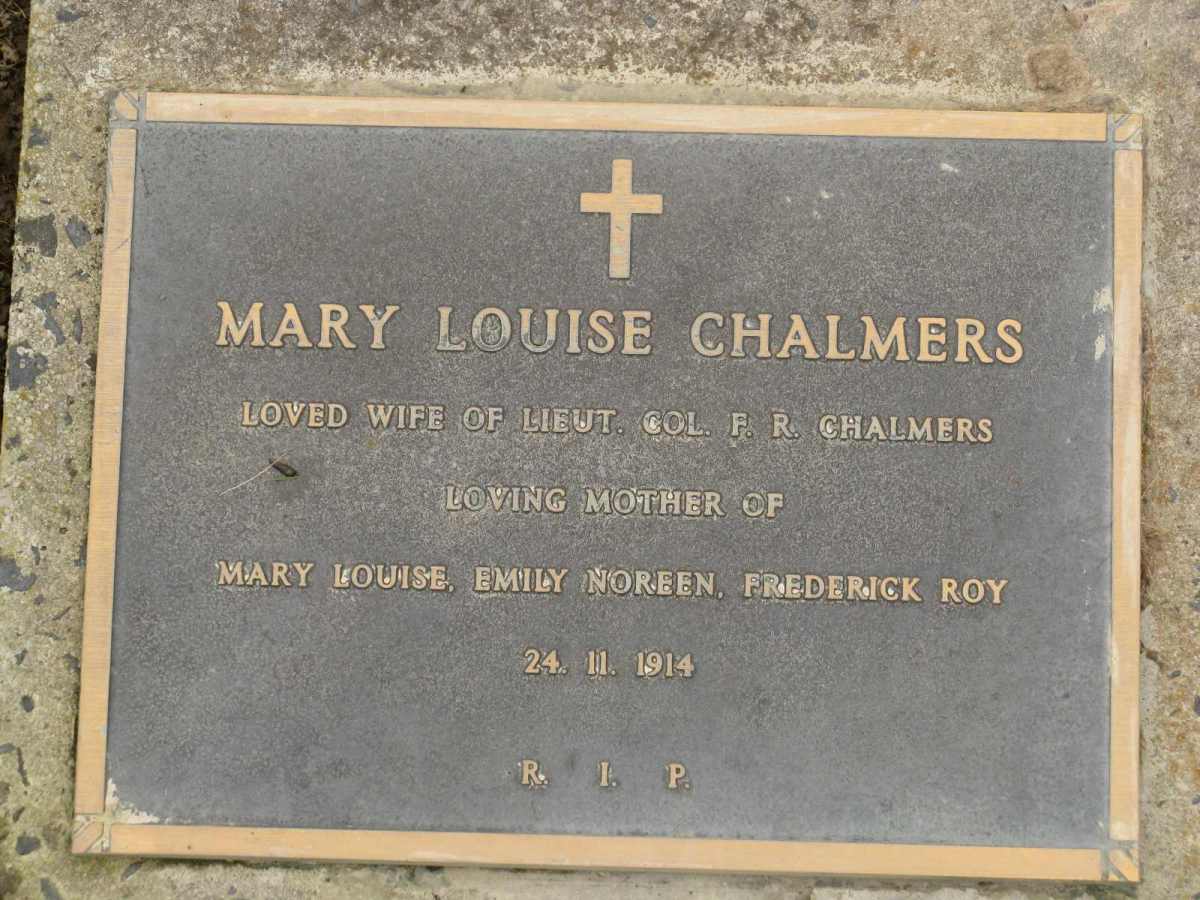 MARY LOUISE CHALMERS
LOVED WIFE OF LIEUT. COL. F. R. CHALMERS
LOVING MOTHER OF
MARY LOUISE, EMILY NOREEN, FREDERICK ROY
24. 11. 1914
R. I. P.